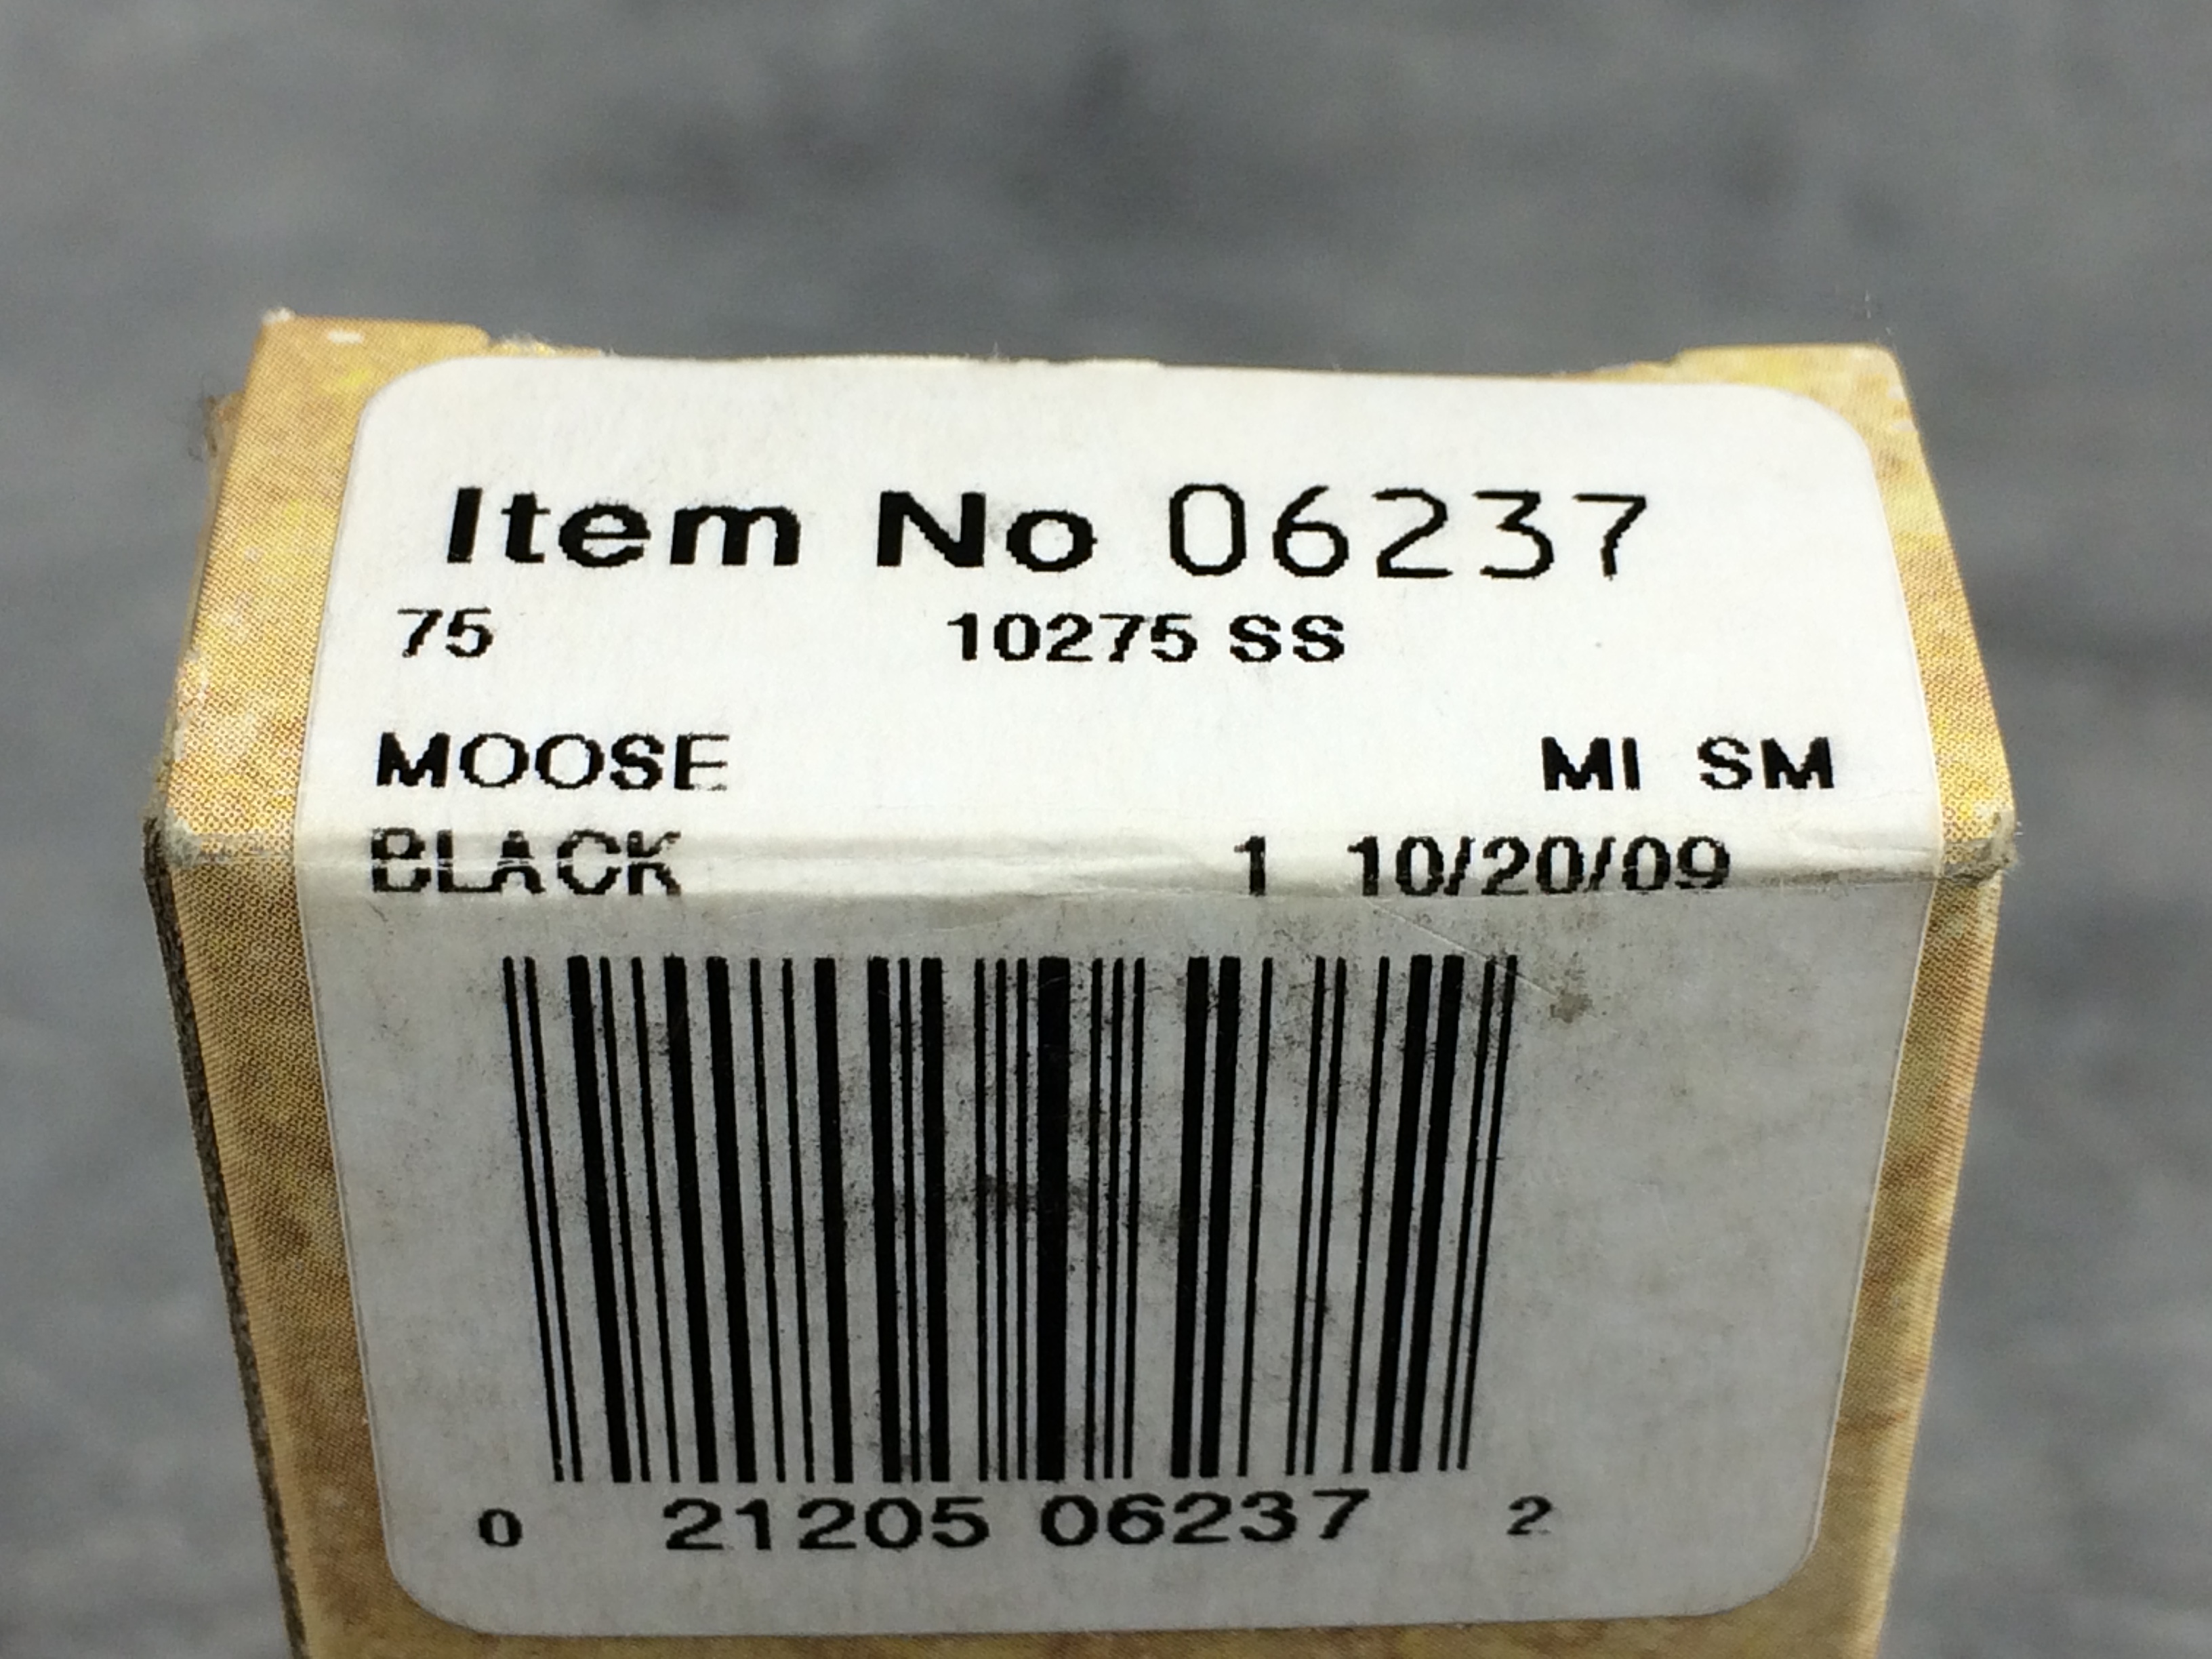 Item No 06237
75 10275 SS
MOOSE MI SM
BLACK 1 10/20/09
0 21205 06237 2